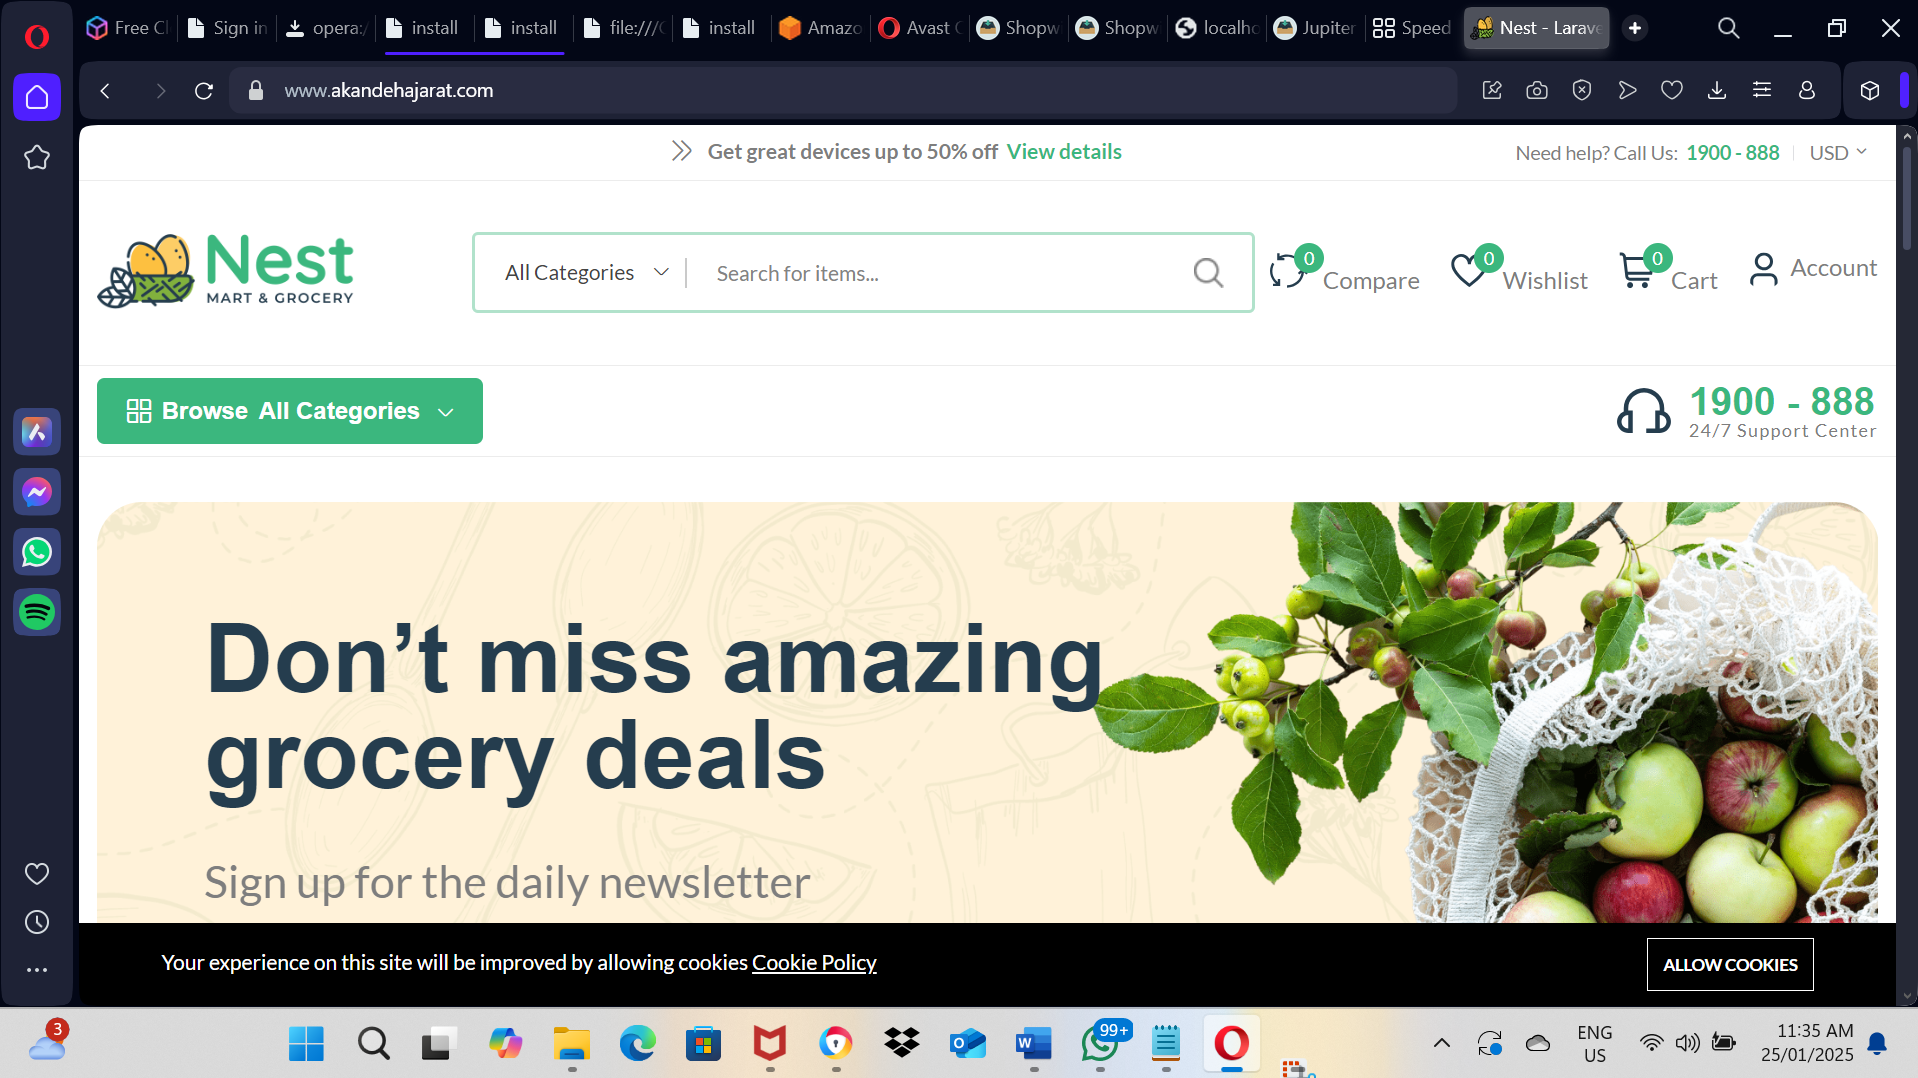 Free Cl
Sign in
opera:/
install
install
file:///C
install
Amazo
Avast C
Shopw
Shopw
localho
Jupiter
Speed
Nest - Larave
www.akandehajarat.com
Get great devices up to 50% off View details
Need help? Call Us: 1900 - 888
USD
Nest
MART & GROCERY
All Categories
Search for items...
0 Compare
0 Wishlist
0 Cart
Account
Browse All Categories
1900 - 888
24/7 Support Center
Don’t miss amazing
grocery deals
Sign up for the daily newsletter
Your experience on this site will be improved by allowing cookies Cookie Policy
ALLOW COOKIES
3
99+
ENG
US
11:35 AM
25/01/2025